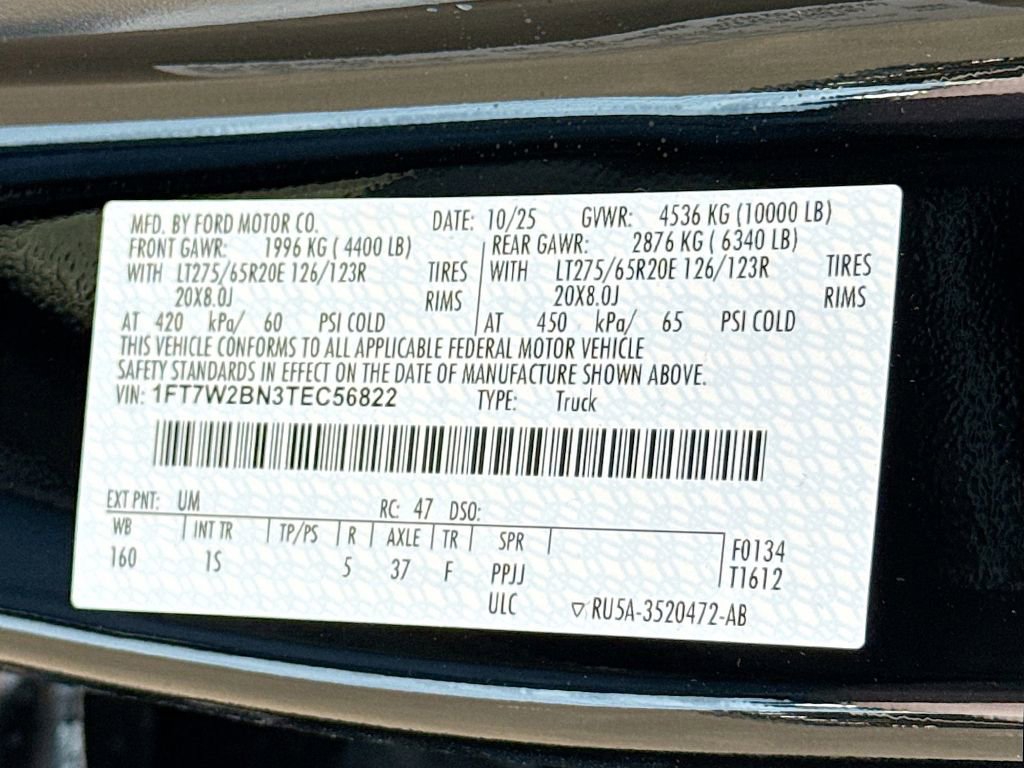 MFD. BY FORD MOTOR CO. DATE: 10/25 GVWR: 4536 KG (10000 LB)
FRONT GAWR: 1996 KG ( 4400 LB) REAR GAWR: 2876 KG ( 6340 LB)
WITH LT275/65R20E 126/123R TIRES WITH LT275/65R20E 126/123R TIRES
20X8.0J RIMS 20X8.0J RIMS
AT 420 kPa/ 60 PSI COLD AT 450 kPa/ 65 PSI COLD
THIS VEHICLE CONFORMS TO ALL APPLICABLE FEDERAL MOTOR VEHICLE
SAFETY STANDARDS IN EFFECT ON THE DATE OF MANUFACTURE SHOWN ABOVE.
VIN: 1FT7W2BN3TEC56822 TYPE: Truck
EXT PNT: UM RC: 47 DSO:
WB INT TR TP/PS R AXLE TR SPR F0134
160 1S 5 37 F PPJJ T1612
ULC ▽ RU5A-3520472-AB